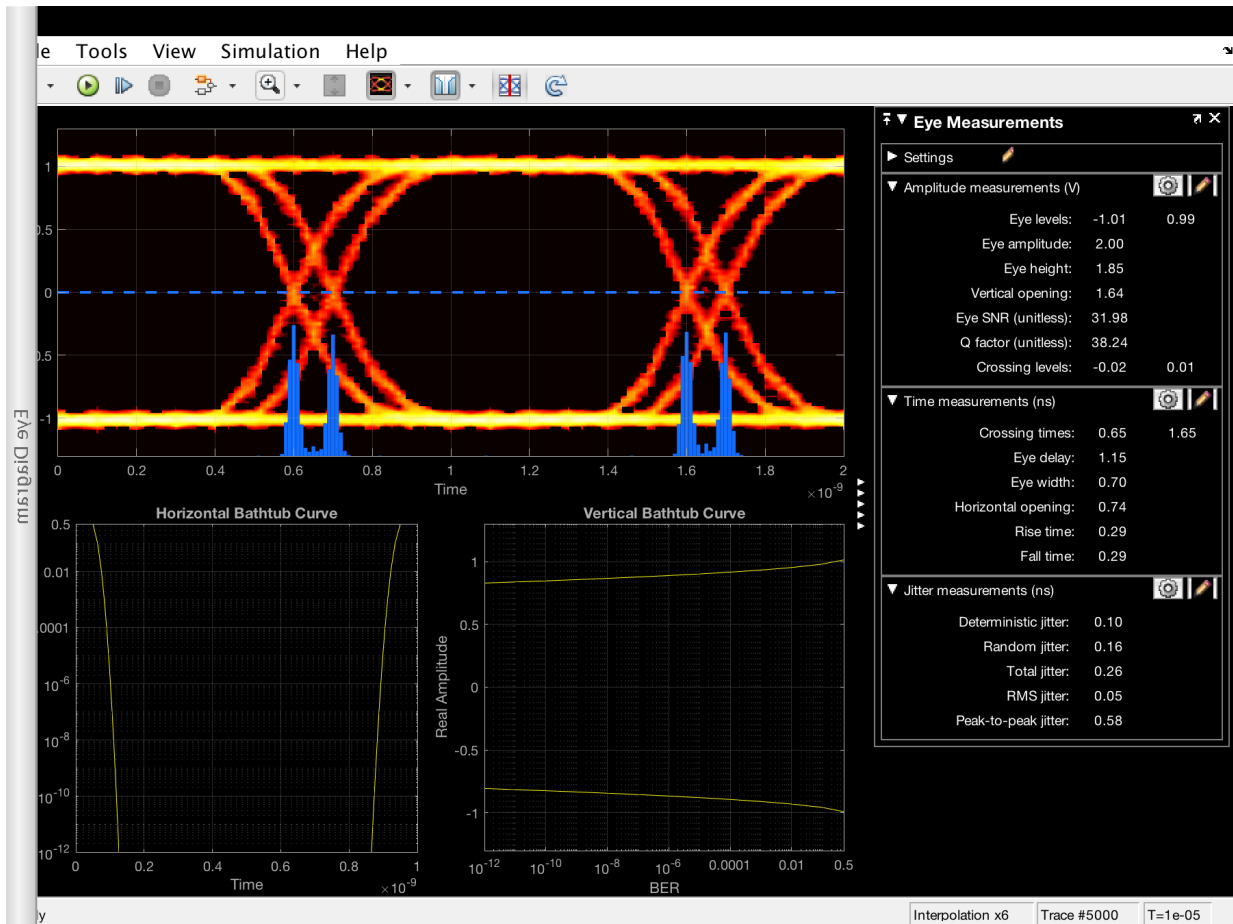 le Tools View Simulation Help
Eye Diagram
1
0.5
0
0.5
-1
0 0.2 0.4 0.6 0.8 1 1.2 1.4 1.6 1.8 2
Time
×10⁻⁹
Horizontal Bathtub Curve
0.5
0.01
.0001
10⁻⁶
10⁻⁸
10⁻¹⁰
10⁻¹²
0 0.2 0.4 0.6 0.8 1
Time
×10⁻⁹
Vertical Bathtub Curve
Real Amplitude
1
0.5
0
-0.5
-1
10⁻¹² 10⁻¹⁰ 10⁻⁸ 10⁻⁶ 0.0001 0.01 0.5
BER
Eye Measurements
Settings
Amplitude measurements (V)
Eye levels: -1.01 0.99
Eye amplitude: 2.00
Eye height: 1.85
Vertical opening: 1.64
Eye SNR (unitless): 31.98
Q factor (unitless): 38.24
Crossing levels: -0.02 0.01
Time measurements (ns)
Crossing times: 0.65 1.65
Eye delay: 1.15
Eye width: 0.70
Horizontal opening: 0.74
Rise time: 0.29
Fall time: 0.29
Jitter measurements (ns)
Deterministic jitter: 0.10
Random jitter: 0.16
Total jitter: 0.26
RMS jitter: 0.05
Peak-to-peak jitter: 0.58
ly
Interpolation x6 Trace #5000 T=1e-05